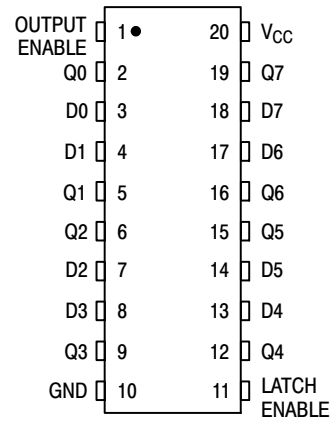 OUTPUT
ENABLE 1 20 VCC
Q0 2 19 Q7
D0 3 18 D7
D1 4 17 D6
Q1 5 16 Q6
Q2 6 15 Q5
D2 7 14 D5
D3 8 13 D4
Q3 9 12 Q4
GND 10 11 LATCH
ENABLE